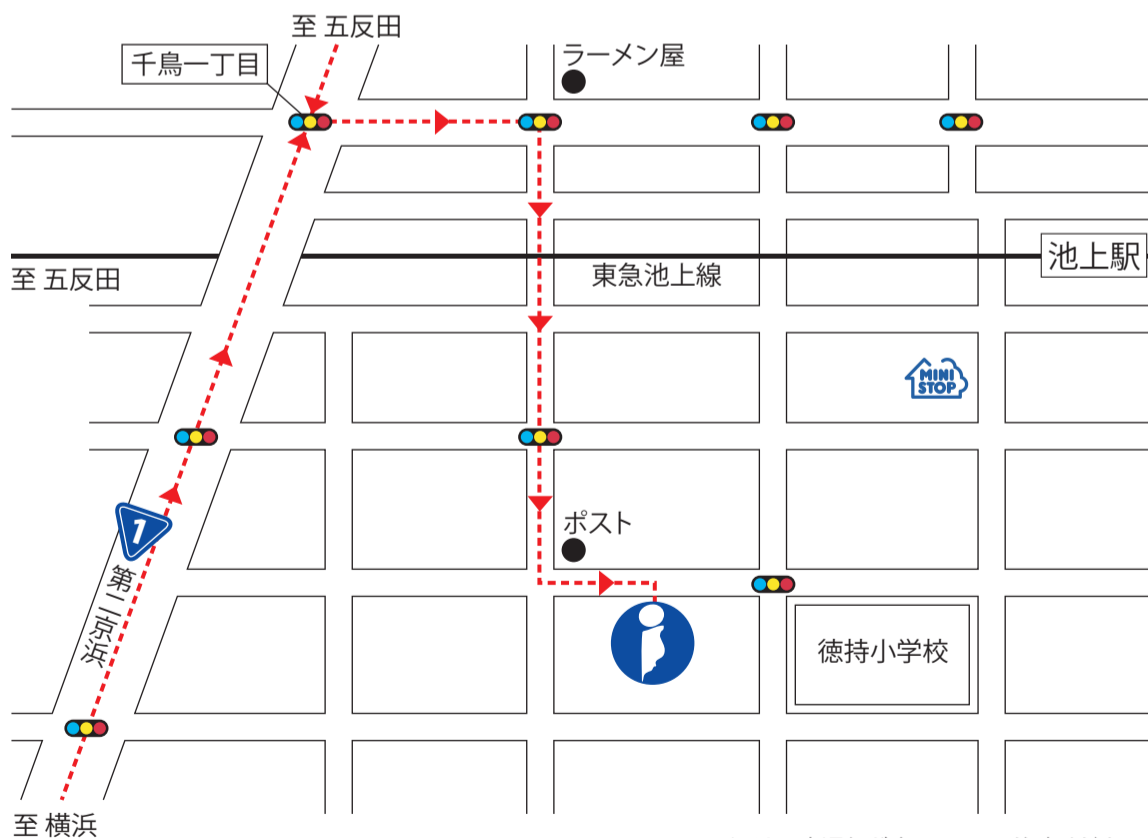 至 五反田
千鳥一丁目
ラーメン屋
池上駅
至 五反田
東急池上線
MINI
STOP
1
ポスト
第二京浜
徳持小学校
至 横浜